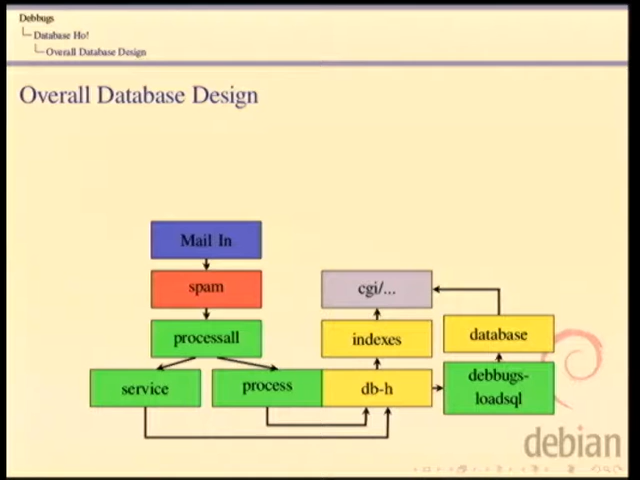 Debbugs
Database Ho!
Overall Database Design
Overall Database Design
Mail In
spam
cgi/...
processall
indexes
database
service
process
db-h
debbugs-
loadsql
debian